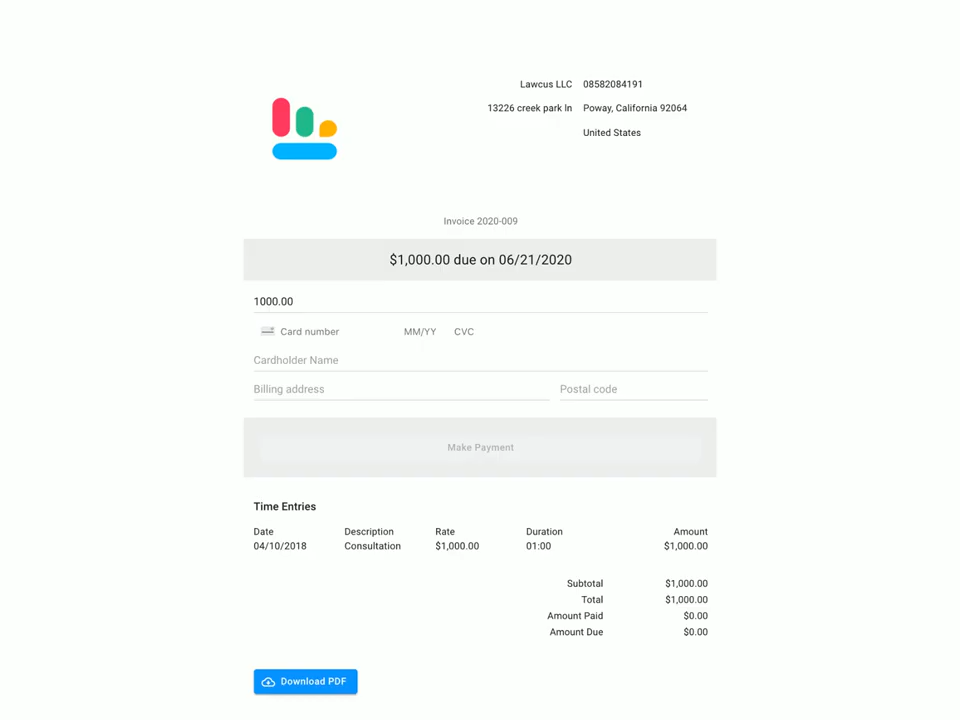 Lawcus LLC 08582084191
13226 creek park ln Poway, California 92064
United States
Invoice 2020-009
$1,000.00 due on 06/21/2020
1000.00
Card number MM/YY CVC
Cardholder Name
Billing address Postal code
Make Payment
Time Entries
Date Description Rate Duration Amount
04/10/2018 Consultation $1,000.00 01:00 $1,000.00
Subtotal $1,000.00
Total $1,000.00
Amount Paid $0.00
Amount Due $0.00
Download PDF